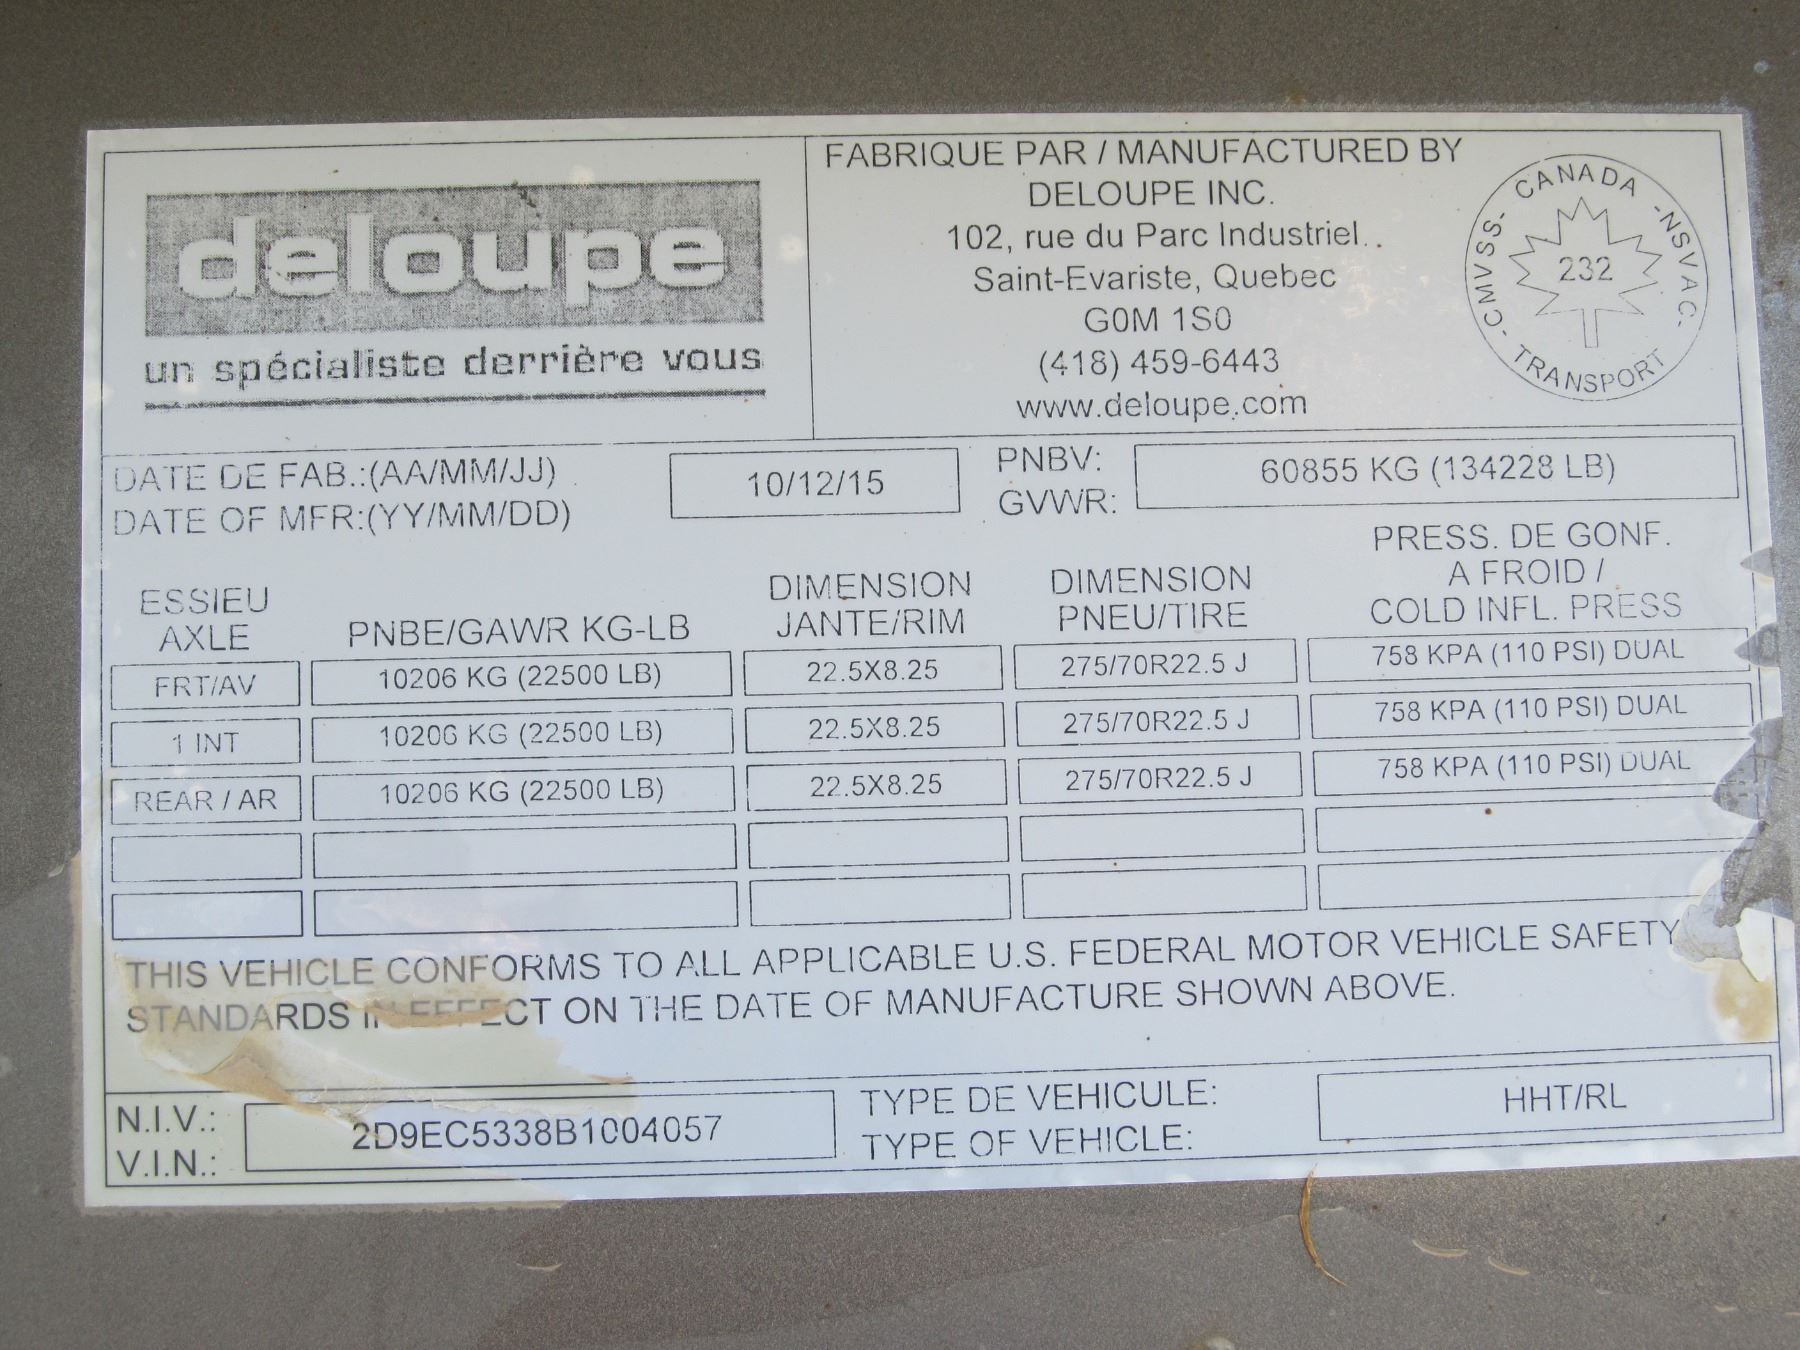 deloupe
un spécialiste derrière vous
FABRIQUE PAR / MANUFACTURED BY
DELOUPE INC.
102, rue du Parc Industriel..
Saint-Evariste, Quebec
G0M 1S0
(418) 459-6443
www.deloupe.com
CANADA -NSVAC- TRANSPORT -CMVSS-
232
DATE DE FAB.:(AA/MM/JJ)
DATE OF MFR:(YY/MM/DD)
10/12/15
PNBV:
GVWR:
60855 KG (134228 LB)
ESSIEU
AXLE
PNBE/GAWR KG-LB
DIMENSION
JANTE/RIM
DIMENSION
PNEU/TIRE
PRESS. DE GONF.
A FROID /
COLD INFL. PRESS
FRT/AV 10206 KG (22500 LB) 22.5X8.25 275/70R22.5 J 758 KPA (110 PSI) DUAL
1 INT 10206 KG (22500 LB) 22.5X8.25 275/70R22.5 J 758 KPA (110 PSI) DUAL
REAR / AR 10206 KG (22500 LB) 22.5X8.25 275/70R22.5 J 758 KPA (110 PSI) DUAL
THIS VEHICLE CONFORMS TO ALL APPLICABLE U.S. FEDERAL MOTOR VEHICLE SAFETY
STANDARDS IN EFFECT ON THE DATE OF MANUFACTURE SHOWN ABOVE.
N.I.V.:
V.I.N.:
2D9EC5338B1004057
TYPE DE VEHICULE:
TYPE OF VEHICLE:
HHT/RL